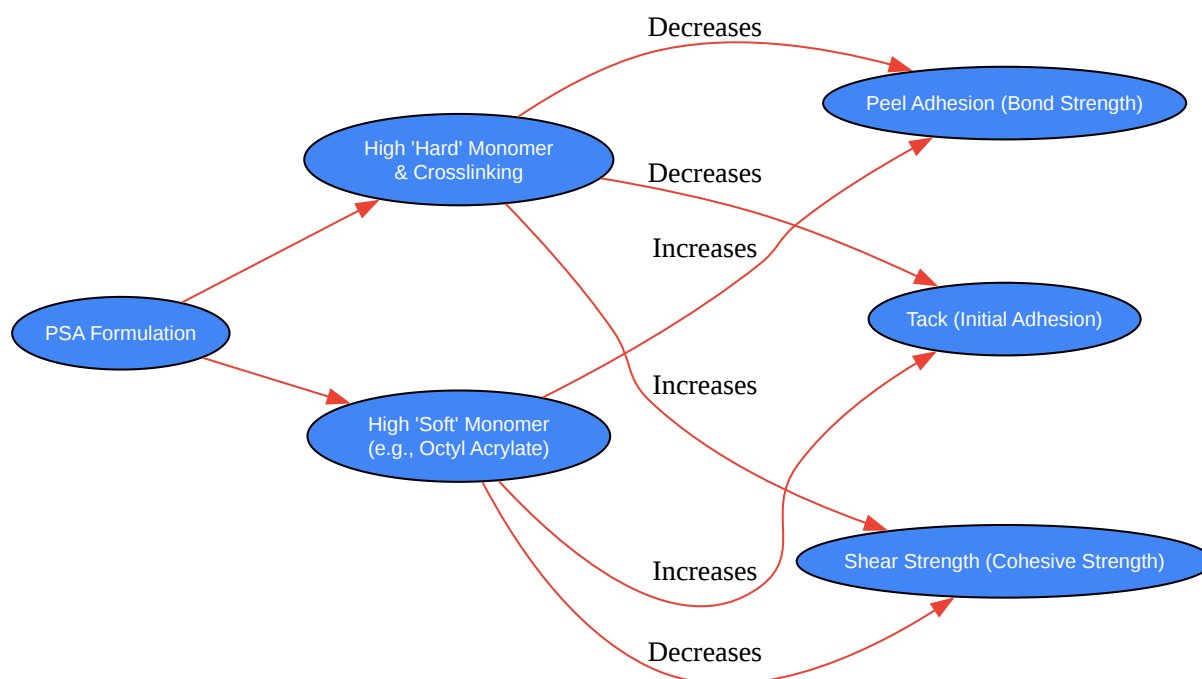 Decreases
Peel Adhesion (Bond Strength)
High 'Hard' Monomer
& Crosslinking
Decreases
Increases
Tack (Initial Adhesion)
PSA Formulation
Increases
High 'Soft' Monomer
(e.g., Octyl Acrylate)
Shear Strength (Cohesive Strength)
Increases
Decreases